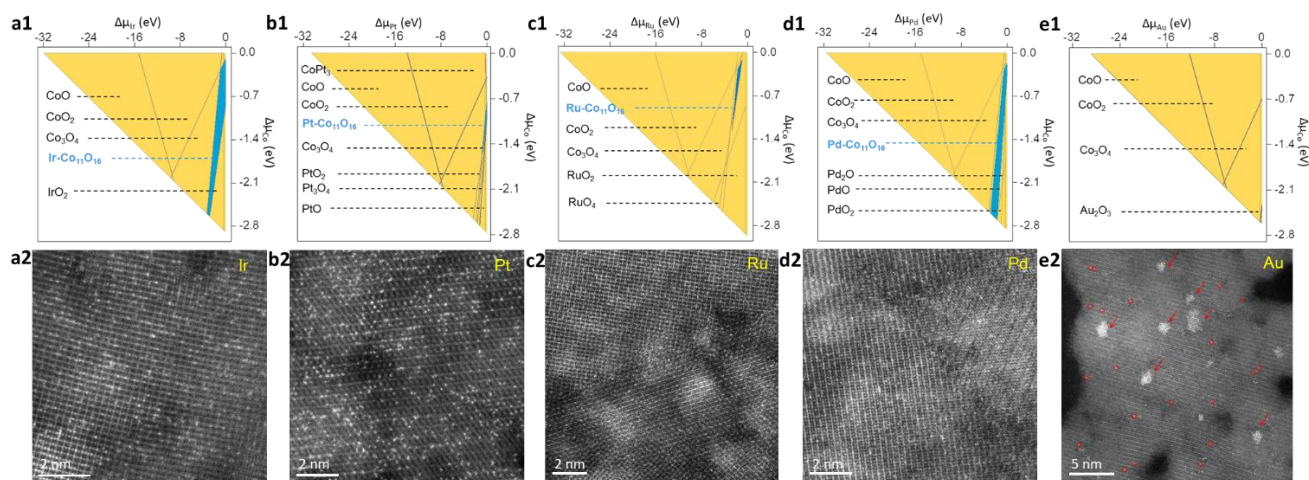 a1
Δμ_Ir (eV)
-32 -24 -16 -8 0
0.0
-0.7
-1.4
-2.1
-2.8
Δμ_Co (eV)
CoO
CoO₂
Co₃O₄
Ir-Co₁₁O₁₆
IrO₂
b1
Δμ_Pt (eV)
-32 -24 -16 -8 0
0.0
-0.7
-1.4
-2.1
-2.8
Δμ_Co (eV)
CoPt₃
CoO
CoO₂
Pt-Co₁₁O₁₆
Co₃O₄
PtO₂
Pt₃O₄
PtO
c1
Δμ_Ru (eV)
-32 -24 -16 -8 0
0.0
-0.7
-1.4
-2.1
-2.8
Δμ_Co (eV)
CoO
Ru-Co₁₁O₁₆
CoO₂
Co₃O₄
RuO₂
RuO₄
d1
Δμ_Pd (eV)
-32 -24 -16 -8 0
0.0
-0.7
-1.4
-2.1
-2.8
Δμ_Co (eV)
CoO
CoO₂
Co₃O₄
Pd-Co₁₁O₁₆
Pd₂O
PdO
PdO₂
e1
Δμ_Au (eV)
-32 -24 -16 -8 0
0.0
-0.7
-1.4
-2.1
-2.8
Δμ_Co (eV)
CoO
CoO₂
Co₃O₄
Au₂O₃
a2
Ir
2 nm
b2
Pt
2 nm
c2
Ru
2 nm
d2
Pd
2 nm
e2
Au
5 nm